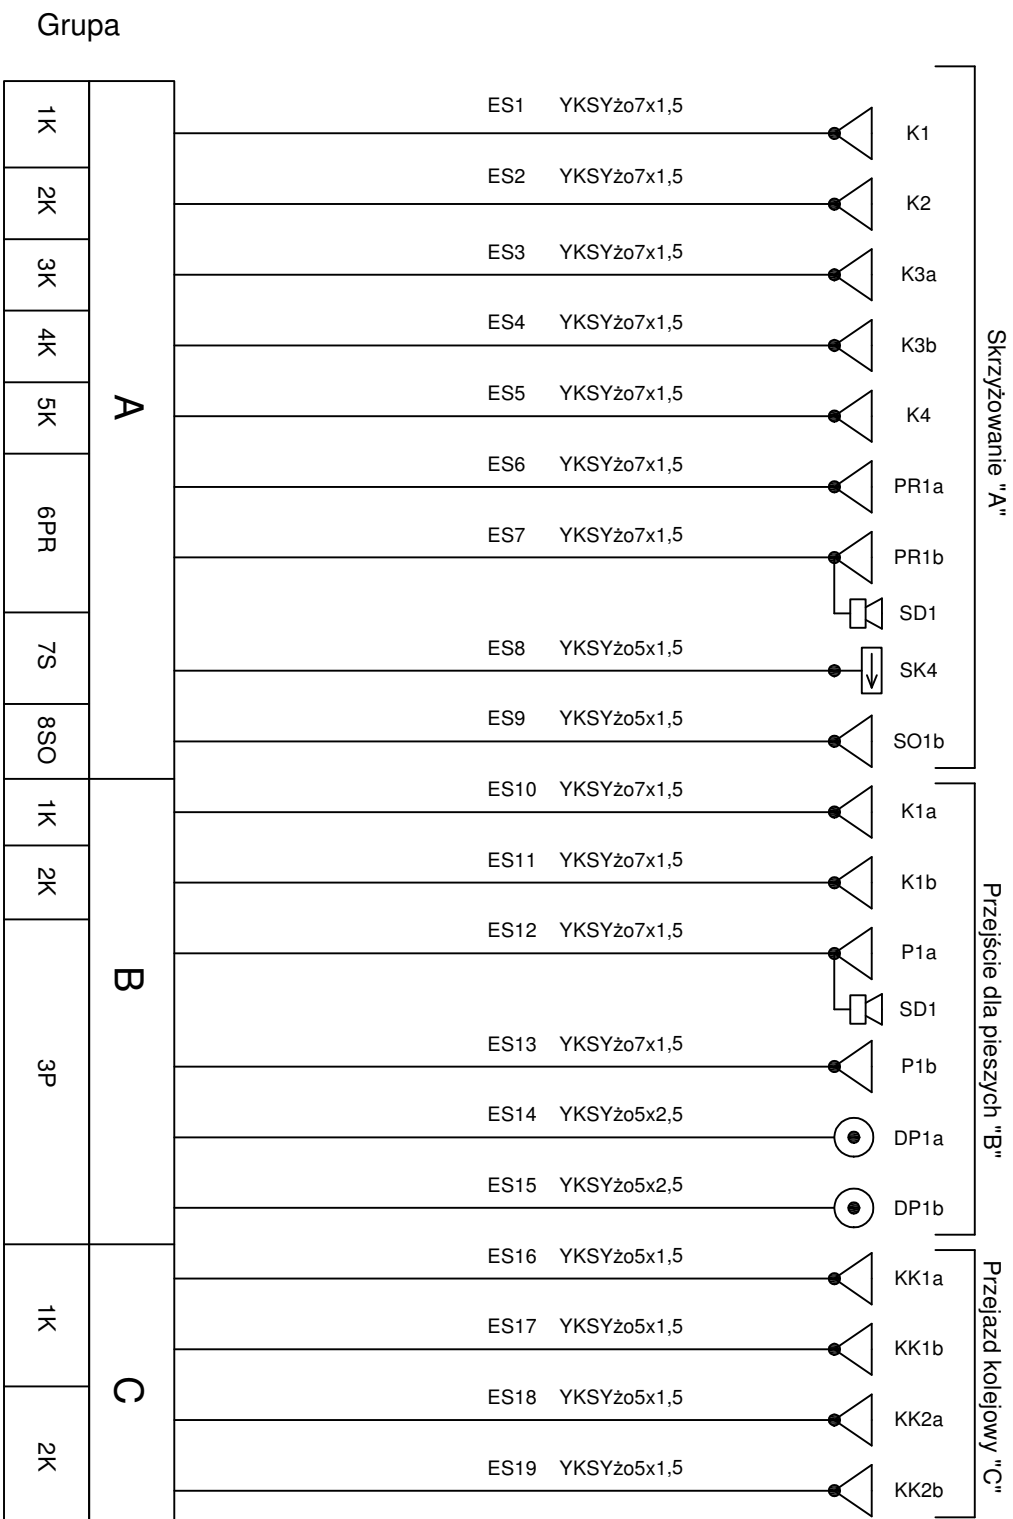 Grupa
1K
2K
3K
4K
5K
6PR
7S
8SO
1K
2K
3P
1K
2K
A
B
C
ES1 YKSYżo7x1,5 K1
ES2 YKSYżo7x1,5 K2
ES3 YKSYżo7x1,5 K3a
ES4 YKSYżo7x1,5 K3b
ES5 YKSYżo7x1,5 K4
ES6 YKSYżo7x1,5 PR1a
ES7 YKSYżo7x1,5 PR1b
SD1
ES8 YKSYżo5x1,5 SK4
ES9 YKSYżo5x1,5 SO1b
ES10 YKSYżo7x1,5 K1a
ES11 YKSYżo7x1,5 K1b
ES12 YKSYżo7x1,5 P1a
SD1
ES13 YKSYżo7x1,5 P1b
ES14 YKSYżo5x2,5 DP1a
ES15 YKSYżo5x2,5 DP1b
ES16 YKSYżo5x1,5 KK1a
ES17 YKSYżo5x1,5 KK1b
ES18 YKSYżo5x1,5 KK2a
ES19 YKSYżo5x1,5 KK2b
Skrzyżowanie "A"
Przejście dla pieszych "B"
Przejazd kolejowy "C"